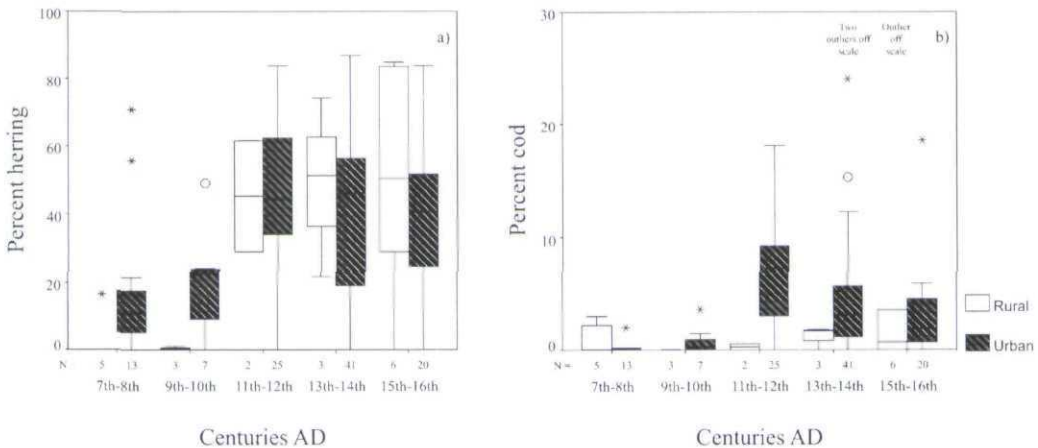 a)
Percent herring
100
80
60
40
20
0
N 5 13 3 7 2 25 3 41 6 20
7th-8th 9th-10th 11th-12th 13th-14th 15th-16th
Centuries AD
b)
Two outliers off scale
Outlier off scale
Percent cod
30
20
10
0
N = 5 13 3 7 2 25 3 41 6 20
7th-8th 9th-10th 11th-12th 13th-14th 15th-16th
Centuries AD
Rural
Urban